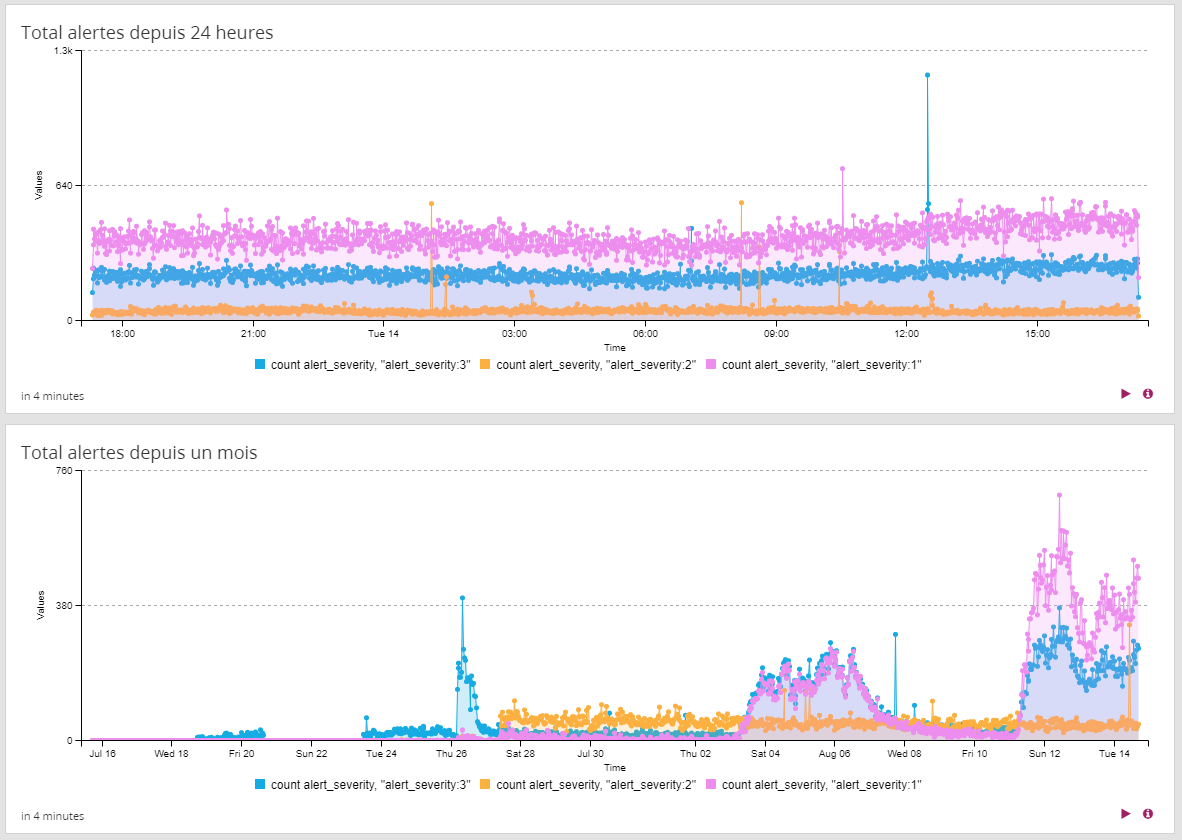 Total alertes depuis 24 heures
1.3k
640
0
Values
18:00 21:00 Tue 14 03:00 06:00 09:00 12:00 15:00
Time
count alert_severity, "alert_severity:3" count alert_severity, "alert_severity:2" count alert_severity, "alert_severity:1"
in 4 minutes
Total alertes depuis un mois
760
380
0
Values
Jul 16 Wed 18 Fri 20 Sun 22 Tue 24 Thu 26 Sat 28 Jul 30 Thu 02 Sat 04 Aug 06 Wed 08 Fri 10 Sun 12 Tue 14
Time
count alert_severity, "alert_severity:3" count alert_severity, "alert_severity:2" count alert_severity, "alert_severity:1"
in 4 minutes